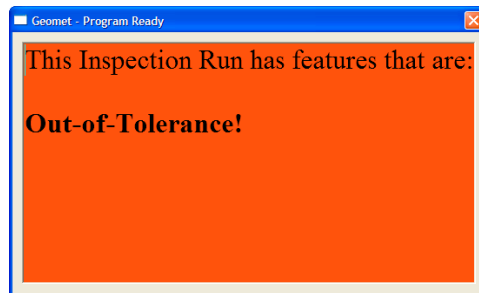 Geomet - Program Ready
This Inspection Run has features that are:
Out-of-Tolerance!